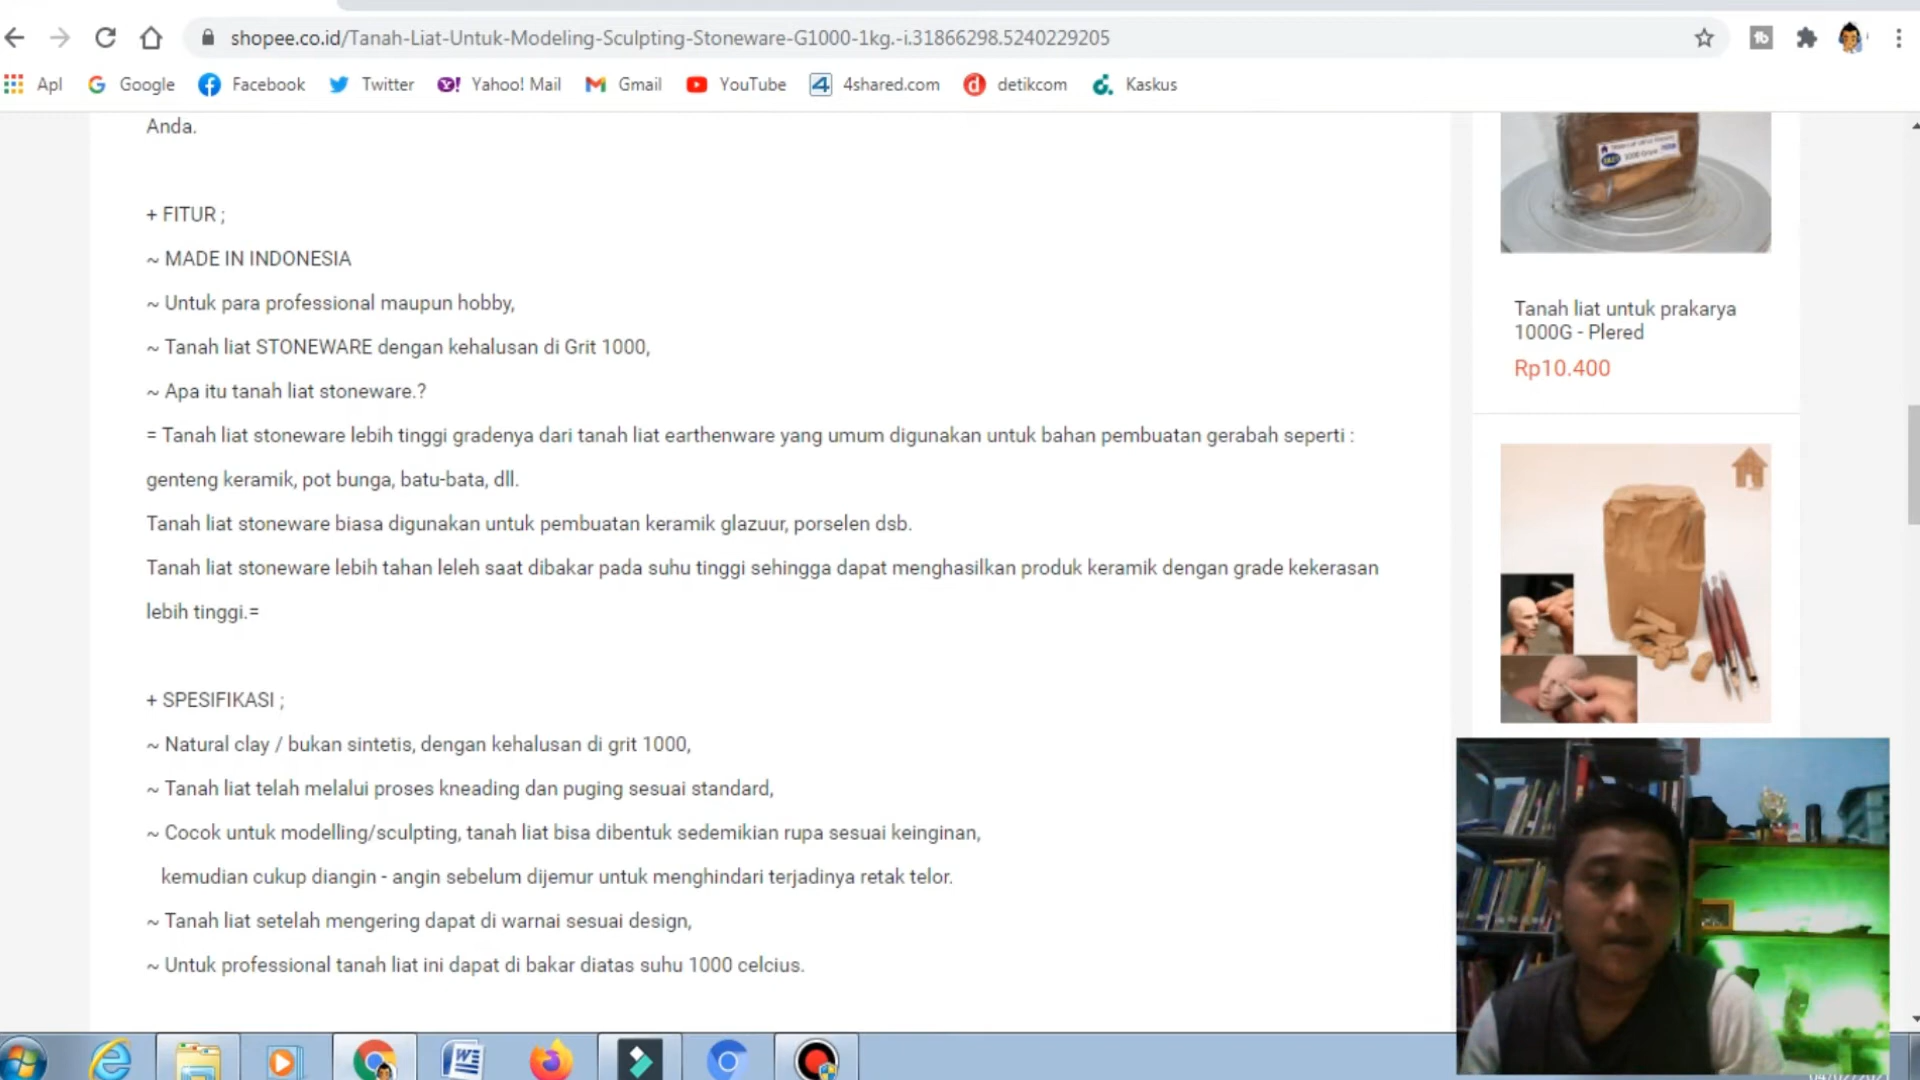 shopee.co.id/Tanah-Liat-Untuk-Modeling-Sculpting-Stoneware-G1000-1kg.-i.31866298.5240229205
Apl Google Facebook Twitter Yahoo! Mail Gmail YouTube 4shared.com detikcom Kaskus
Anda.
+ FITUR ;
~ MADE IN INDONESIA
~ Untuk para professional maupun hobby,
~ Tanah liat STONEWARE dengan kehalusan di Grit 1000,
~ Apa itu tanah liat stoneware.?
= Tanah liat stoneware lebih tinggi gradenya dari tanah liat earthenware yang umum digunakan untuk bahan pembuatan gerabah seperti :
genteng keramik, pot bunga, batu-bata, dll.
Tanah liat stoneware biasa digunakan untuk pembuatan keramik glazuur, porselen dsb.
Tanah liat stoneware lebih tahan leleh saat dibakar pada suhu tinggi sehingga dapat menghasilkan produk keramik dengan grade kekerasan
lebih tinggi.=
+ SPESIFIKASI ;
~ Natural clay / bukan sintetis, dengan kehalusan di grit 1000,
~ Tanah liat telah melalui proses kneading dan puging sesuai standard,
~ Cocok untuk modelling/sculpting, tanah liat bisa dibentuk sedemikian rupa sesuai keinginan,
kemudian cukup diangin - angin sebelum dijemur untuk menghindari terjadinya retak telor.
~ Tanah liat setelah mengering dapat di warnai sesuai design,
~ Untuk professional tanah liat ini dapat di bakar diatas suhu 1000 celcius.
Tanah liat untuk prakarya
1000G - Plered
Rp10.400